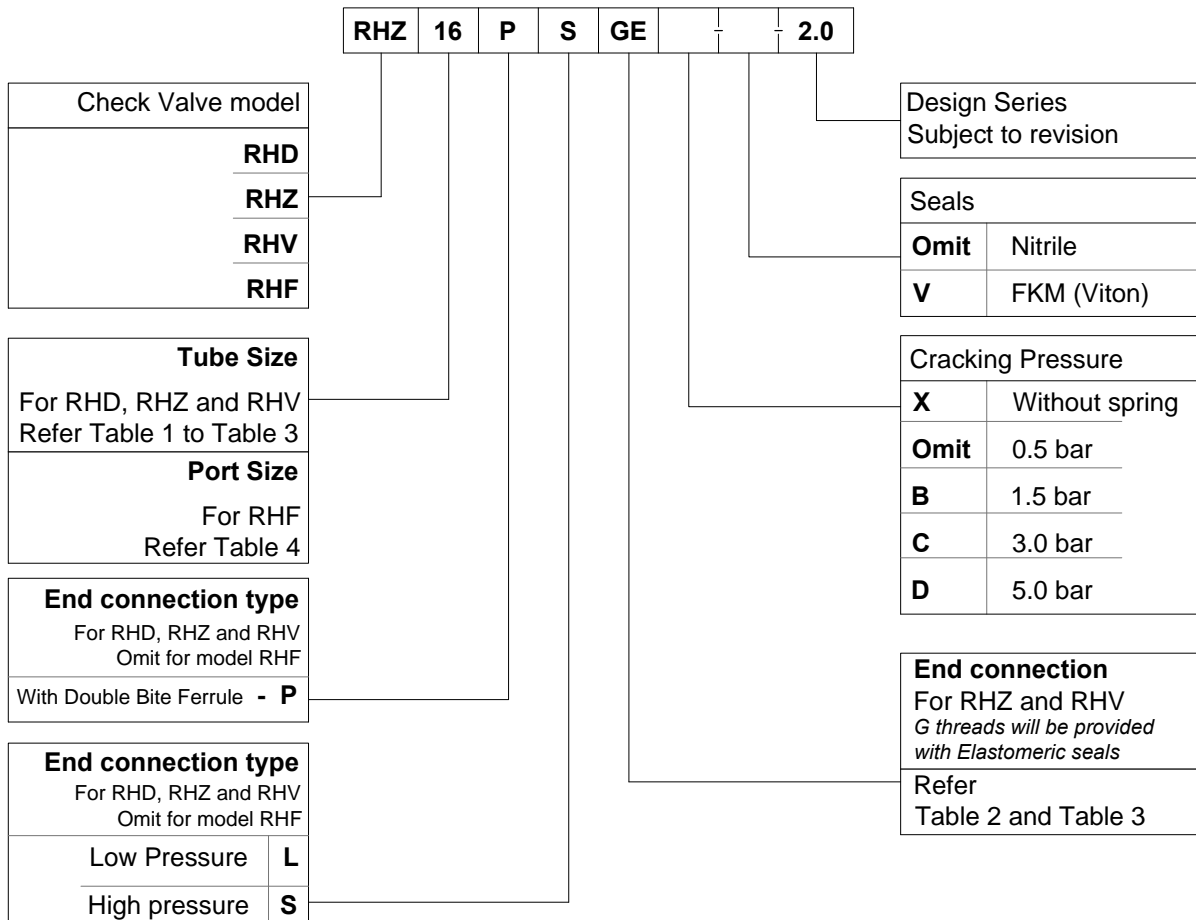 RHZ 16 P S GE - - 2.0
Check Valve model
RHD
RHZ
RHV
RHF
Tube Size
For RHD, RHZ and RHV
Refer Table 1 to Table 3
Port Size
For RHF
Refer Table 4
End connection type
For RHD, RHZ and RHV
Omit for model RHF
With Double Bite Ferrule - P
End connection type
For RHD, RHZ and RHV
Omit for model RHF
Low Pressure L
High pressure S
Design Series
Subject to revision
Seals
Omit Nitrile
V FKM (Viton)
Cracking Pressure
X Without spring
Omit 0.5 bar
B 1.5 bar
C 3.0 bar
D 5.0 bar
End connection
For RHZ and RHV
G threads will be provided
with Elastomeric seals
Refer
Table 2 and Table 3